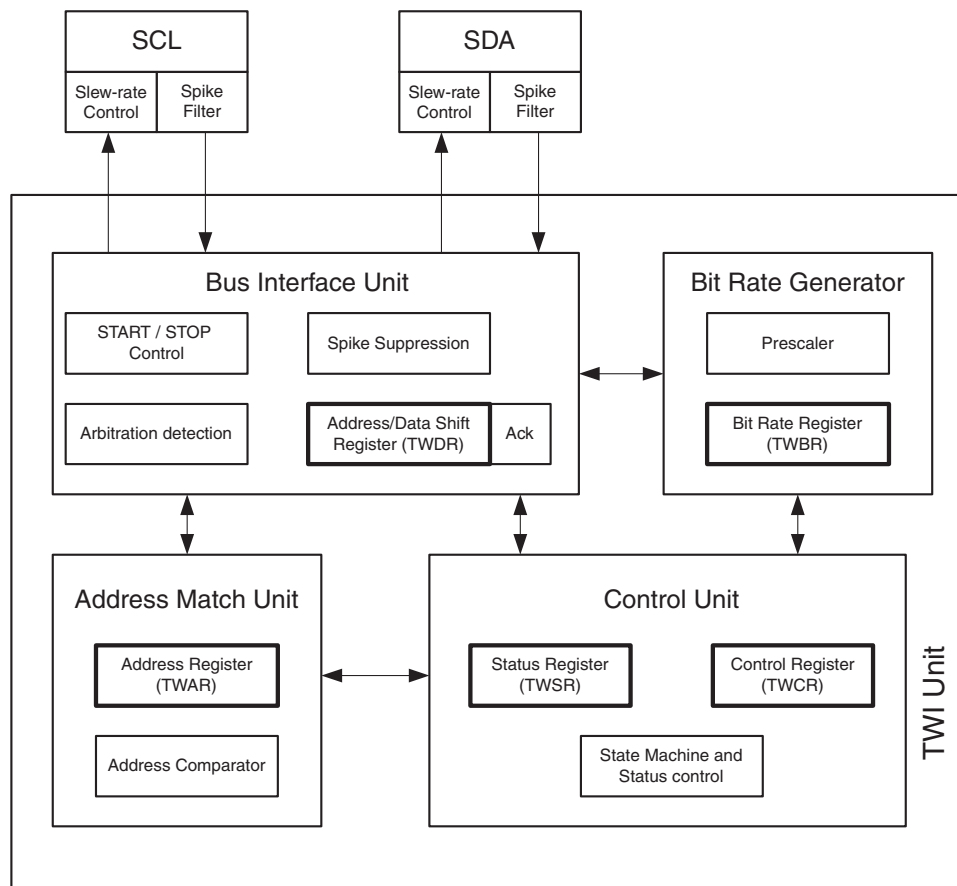 SCL
Slew-rate
Control
Spike
Filter
SDA
Slew-rate
Control
Spike
Filter
Bus Interface Unit
START / STOP
Control
Spike Suppression
Arbitration detection
Address/Data Shift
Register (TWDR)
Ack
Bit Rate Generator
Prescaler
Bit Rate Register
(TWBR)
Address Match Unit
Address Register
(TWAR)
Address Comparator
Control Unit
Status Register
(TWSR)
Control Register
(TWCR)
State Machine and
Status control
TWI Unit